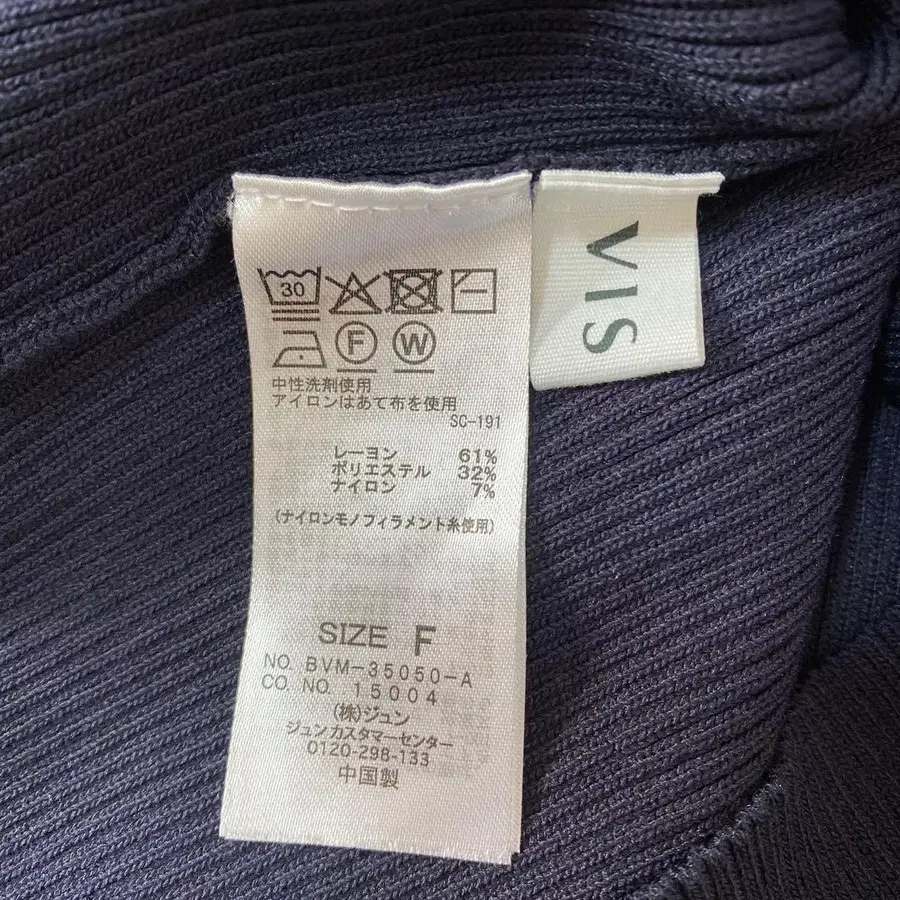 30
F W
中性洗剤使用
アイロンはあて布を使用
SC-191
レーヨン 61%
ポリエステル 32%
ナイロン 7%
(ナイロンモノフィラメント糸使用)
SIZE F
NO. BVM-35050-A
CO. NO. 15004
(株)ジュン
ジュン カスタマーセンター
0120-298-133
中国製
VIS